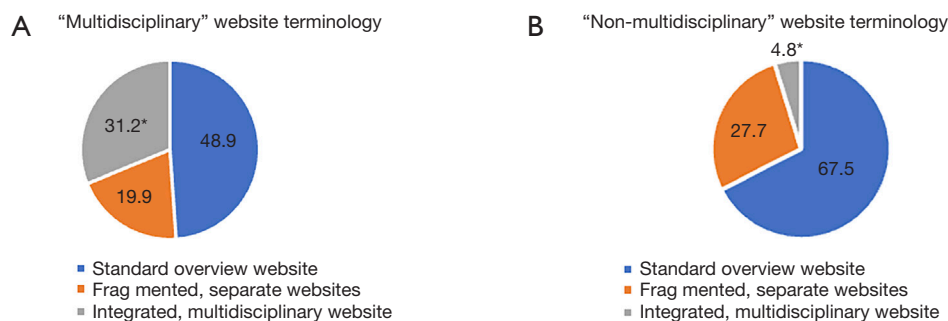 A
“Multidisciplinary” website terminology
31.2*
48.9
19.9
Standard overview website
Frag mented, separate websites
Integrated, multidisciplinary website
B
“Non-multidisciplinary” website terminology
4.8*
27.7
67.5
Standard overview website
Frag mented, separate websites
Integrated, multidisciplinary website